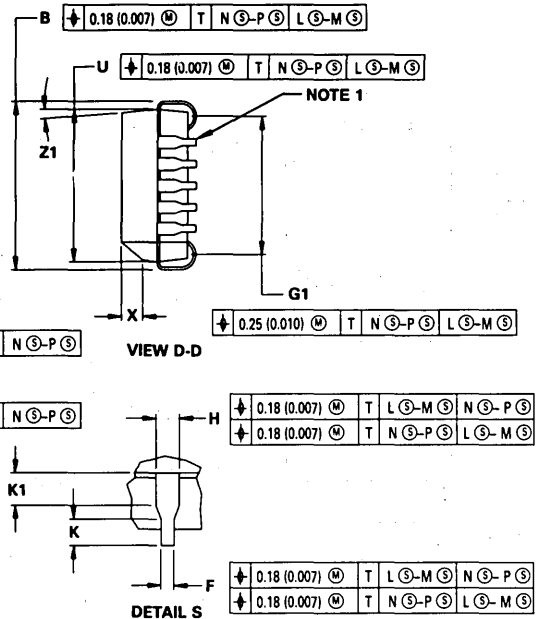 B ⌖ 0.18 (0.007) Ⓜ T N Ⓢ–P Ⓢ L Ⓢ–M Ⓢ
U ⌖ 0.18 (0.007) Ⓜ T N Ⓢ–P Ⓢ L Ⓢ–M Ⓢ
NOTE 1
Z1
G1
X
⌖ 0.25 (0.010) Ⓜ T N Ⓢ–P Ⓢ L Ⓢ–M Ⓢ
N Ⓢ–P Ⓢ
VIEW D-D
N Ⓢ–P Ⓢ
H
⌖ 0.18 (0.007) Ⓜ T L Ⓢ–M Ⓢ N Ⓢ–P Ⓢ
⌖ 0.18 (0.007) Ⓜ T N Ⓢ–P Ⓢ L Ⓢ–M Ⓢ
K1
K
F
⌖ 0.18 (0.007) Ⓜ T L Ⓢ–M Ⓢ N Ⓢ–P Ⓢ
⌖ 0.18 (0.007) Ⓜ T N Ⓢ–P Ⓢ L Ⓢ–M Ⓢ
DETAIL S